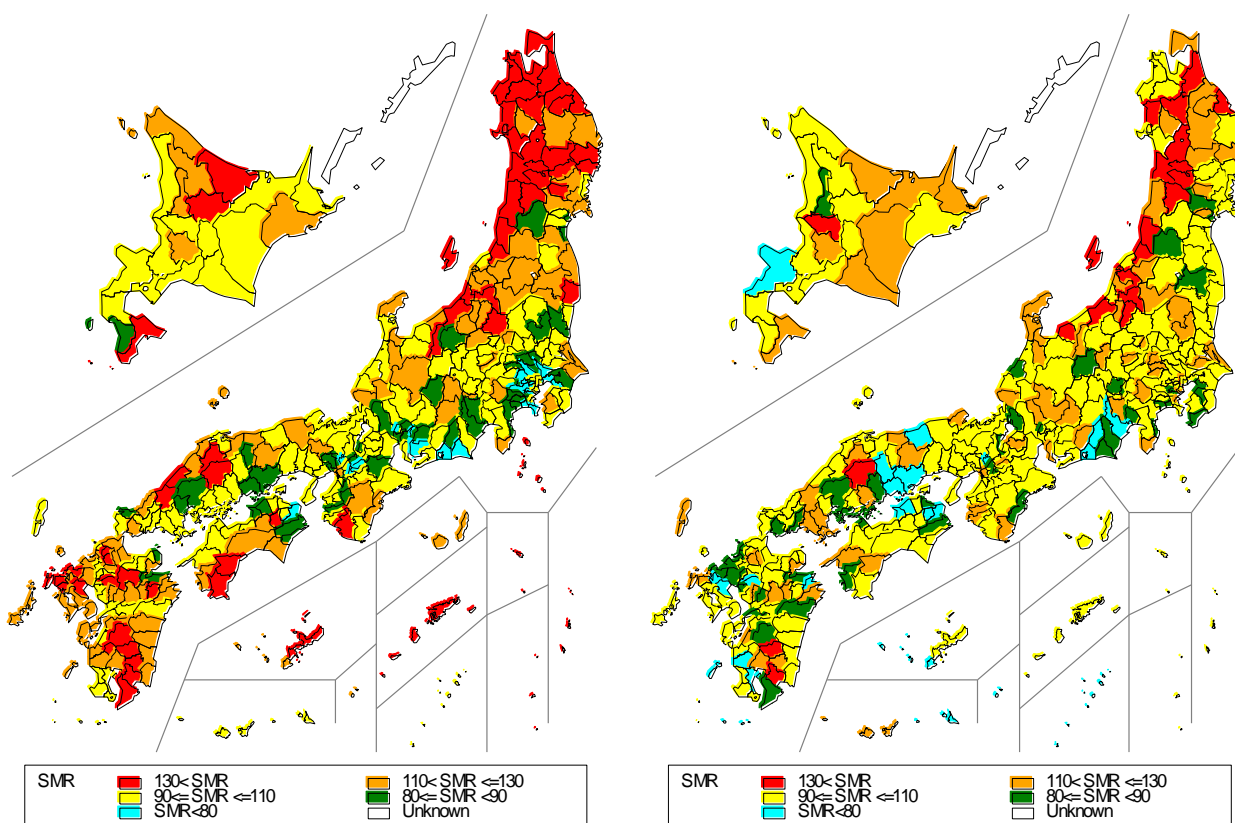 SMR 130< SMR 110< SMR <=130
90<= SMR <=110 80<= SMR <90
SMR<80 Unknown
SMR 130< SMR 110< SMR <=130
90<= SMR <=110 80<= SMR <90
SMR<80 Unknown